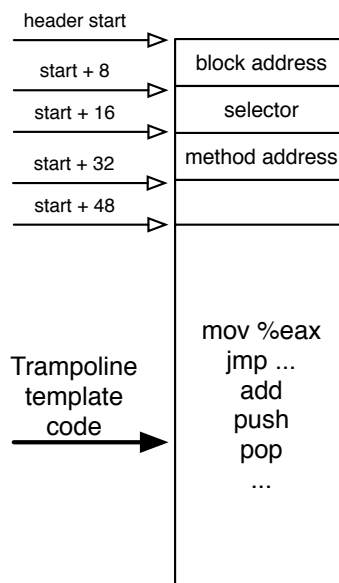 header start
block address
start + 8
selector
start + 16
method address
start + 32
start + 48
mov %eax
jmp ...
add
push
pop
...
Trampoline
template
code